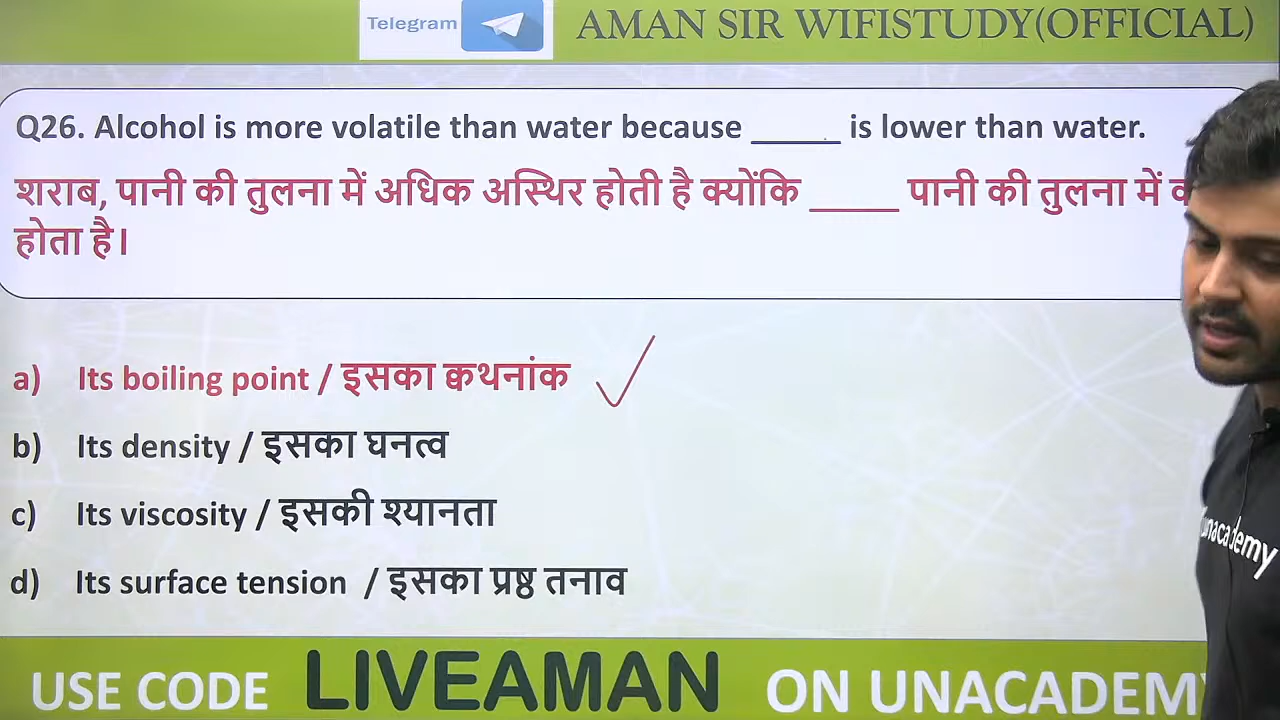 Telegram
AMAN SIR WIFISTUDY(OFFICIAL)
Q26. Alcohol is more volatile than water because _____ is lower than water.
शराब, पानी की तुलना में अधिक अस्थिर होती है क्योंकि _____ पानी की तुलना में
होता है।
a) Its boiling point / इसका क्वथनांक
b) Its density / इसका घनत्व
c) Its viscosity / इसकी श्यानता
d) Its surface tension / इसका प्रष्ठ तनाव
unacademy
USE CODE LIVEAMAN ON UNACADEMY